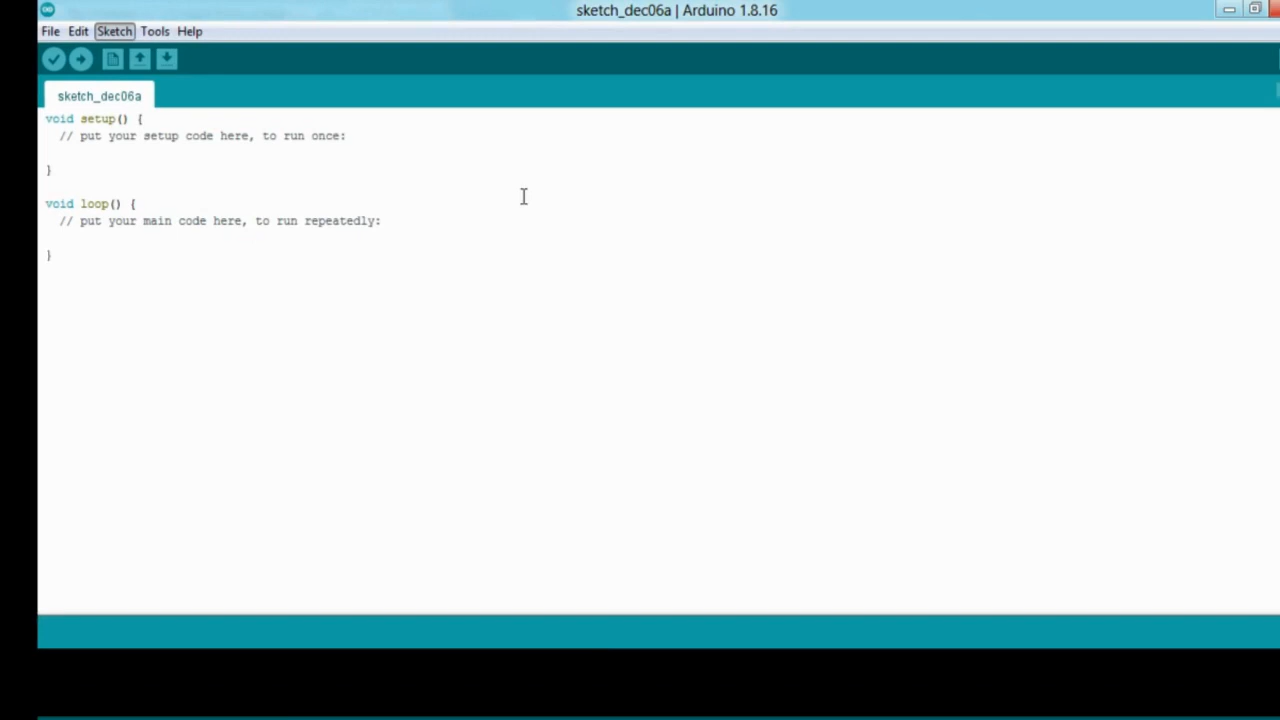 sketch_dec06a | Arduino 1.8.16
File Edit Sketch Tools Help
sketch_dec06a
void setup() {
// put your setup code here, to run once:
}
void loop() {
// put your main code here, to run repeatedly:
}